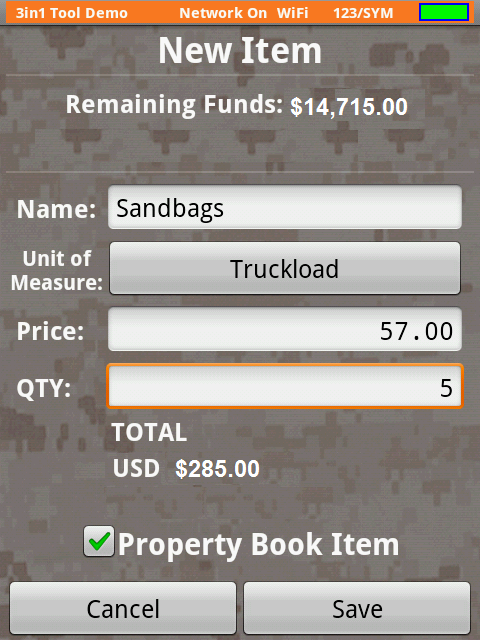 3in1 Tool Demo Network On WiFi 123/SYM
New Item
Remaining Funds: $14,715.00
Name: Sandbags
Unit of
Measure: Truckload
Price: 57.00
QTY: 5
TOTAL
USD $285.00
Property Book Item
Cancel Save